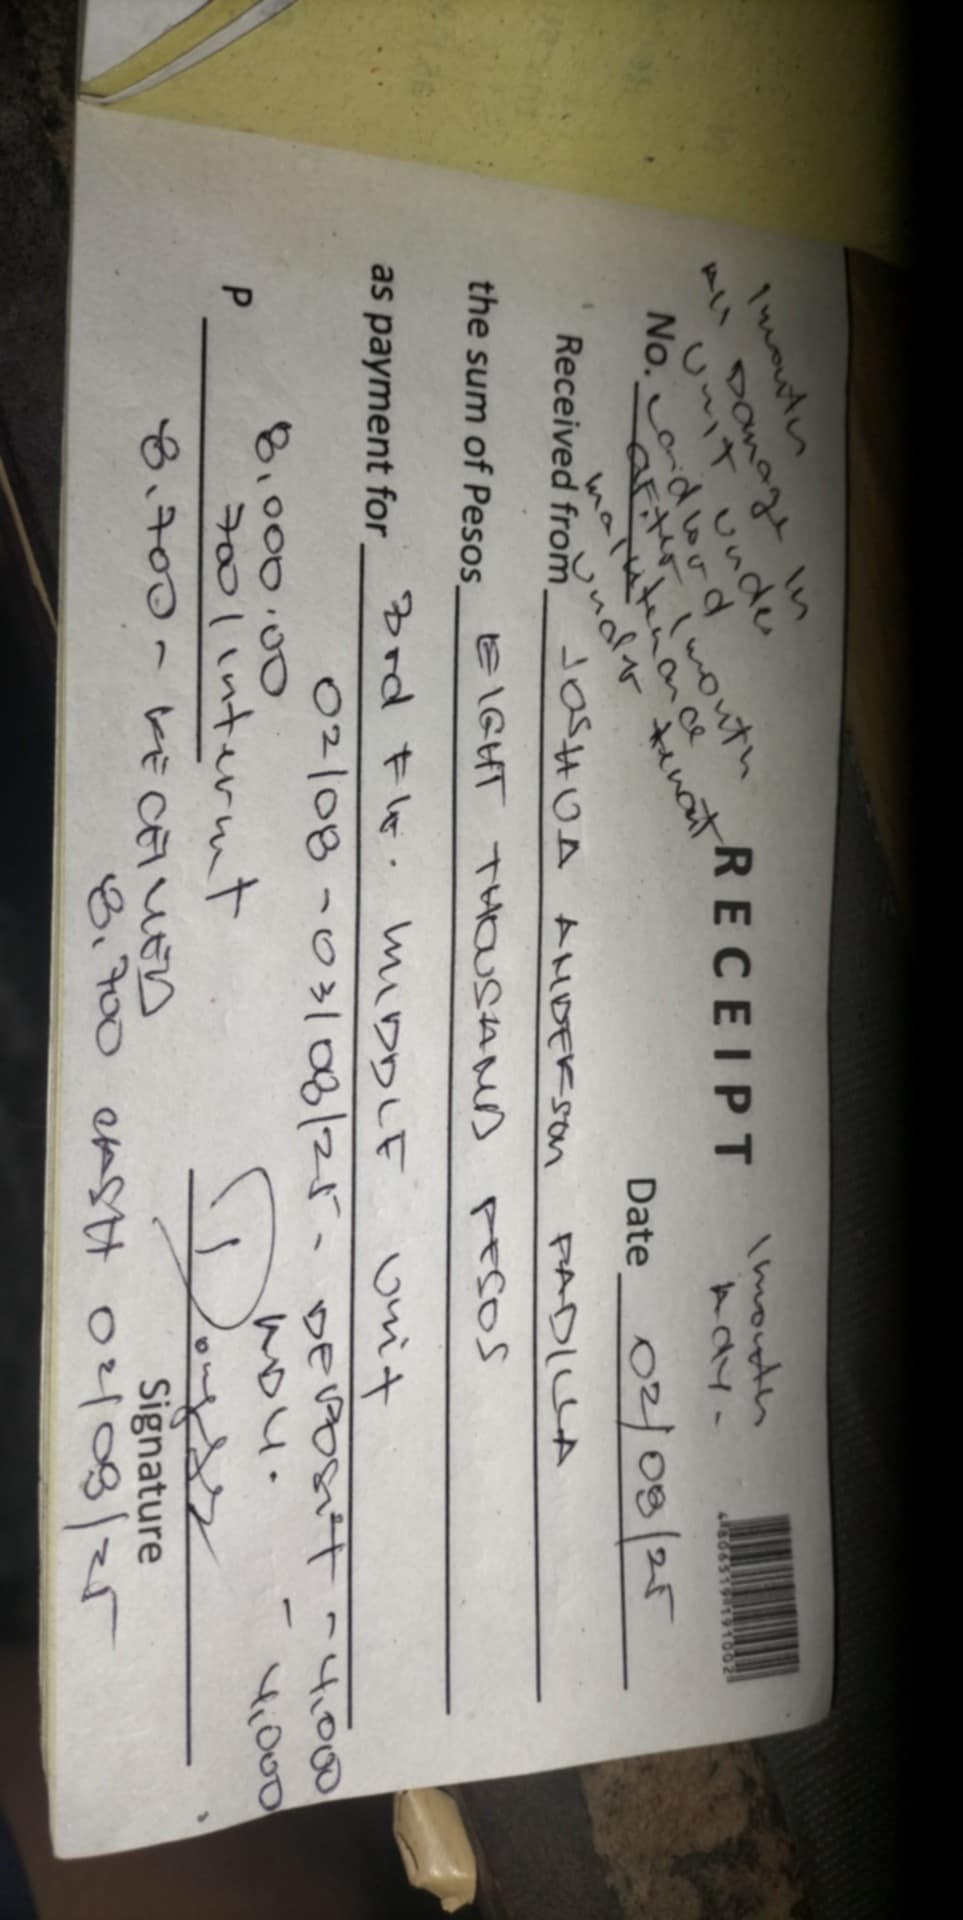 1 month
All Damage in
Unit under
Landlord
After 1 month
maintenance
under tenant
RECEIPT
1 month
Adv.-
4806519191002
No.
Date 02/08/25
Received from JOSHUA ANDERSON PADILLA
the sum of Pesos EIGHT THOUSAND PESOS
as payment for 3rd Flr. MIDDLE Unit
02/08 - 03/08/25 - DEPOSIT - 4,000
8,000.00 ADV. - 4,000
P 700 | internet
8,700 - RECEIVED
Signature
8,700 CASH 02/08/25